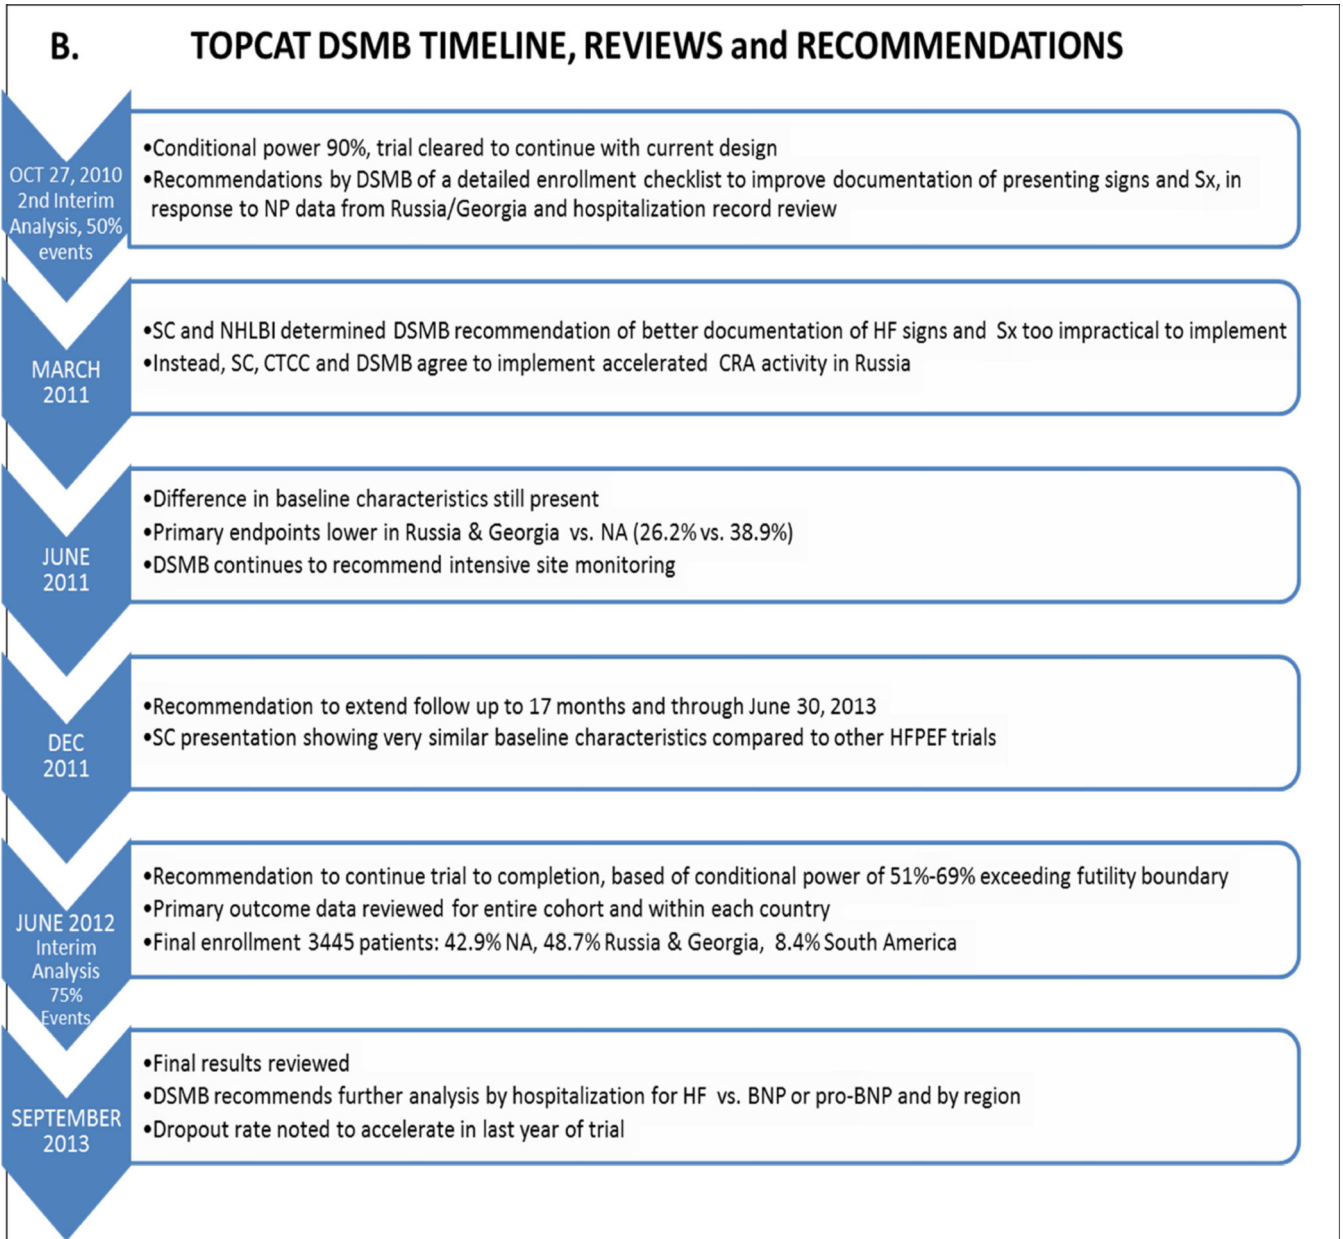 B. TOPCAT DSMB TIMELINE, REVIEWS and RECOMMENDATIONS
OCT 27, 2010
2nd Interim
Analysis, 50%
events
•Conditional power 90%, trial cleared to continue with current design
•Recommendations by DSMB of a detailed enrollment checklist to improve documentation of presenting signs and Sx, in
response to NP data from Russia/Georgia and hospitalization record review
MARCH
2011
•SC and NHLBI determined DSMB recommendation of better documentation of HF signs and Sx too impractical to implement
•Instead, SC, CTCC and DSMB agree to implement accelerated CRA activity in Russia
JUNE
2011
•Difference in baseline characteristics still present
•Primary endpoints lower in Russia & Georgia vs. NA (26.2% vs. 38.9%)
•DSMB continues to recommend intensive site monitoring
DEC
2011
•Recommendation to extend follow up to 17 months and through June 30, 2013
•SC presentation showing very similar baseline characteristics compared to other HFPEF trials
JUNE 2012
Interim
Analysis
75%
Events
•Recommendation to continue trial to completion, based of conditional power of 51%-69% exceeding futility boundary
•Primary outcome data reviewed for entire cohort and within each country
•Final enrollment 3445 patients: 42.9% NA, 48.7% Russia & Georgia, 8.4% South America
SEPTEMBER
2013
•Final results reviewed
•DSMB recommends further analysis by hospitalization for HF vs. BNP or pro-BNP and by region
•Dropout rate noted to accelerate in last year of trial